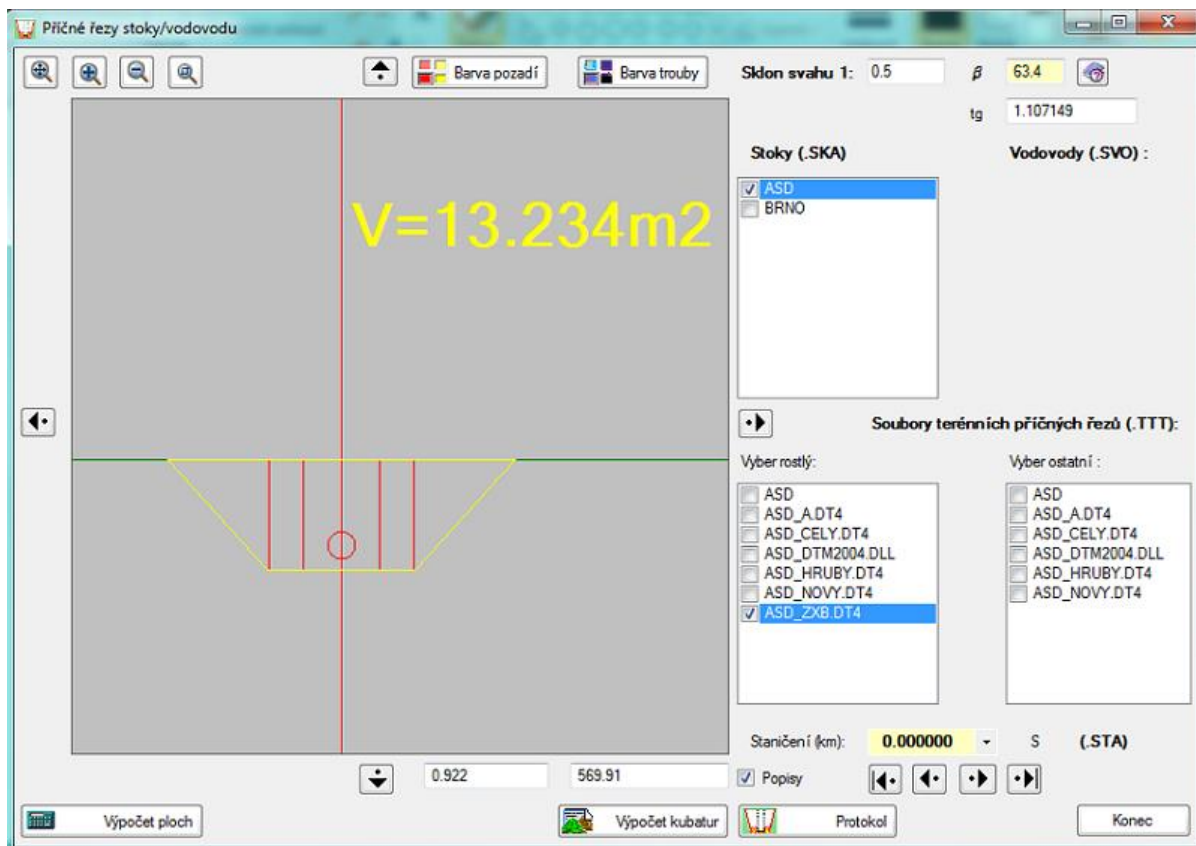 Příčné řezy stoky/vodovodu
Barva pozadí
Barva trouby
Sklon svahu 1: 0.5 β 63.4
tg 1.107149
Stoky (.SKA) Vodovody (.SVO) :
ASD
BRNO
V=13.234m2
Soubory terénních příčných řezů (.TTT):
Vyber rostlý: Vyber ostatní :
ASD
ASD_A.DT4
ASD_CELY.DT4
ASD_DTM2004.DLL
ASD_HRUBY.DT4
ASD_NOVY.DT4
ASD_ZXB.DT4
ASD
ASD_A.DT4
ASD_CELY.DT4
ASD_DTM2004.DLL
ASD_HRUBY.DT4
ASD_NOVY.DT4
Staničení (km): 0.000000 S (.STA)
0.922 569.91 Popisy
Výpočet ploch Výpočet kubatur Protokol Konec